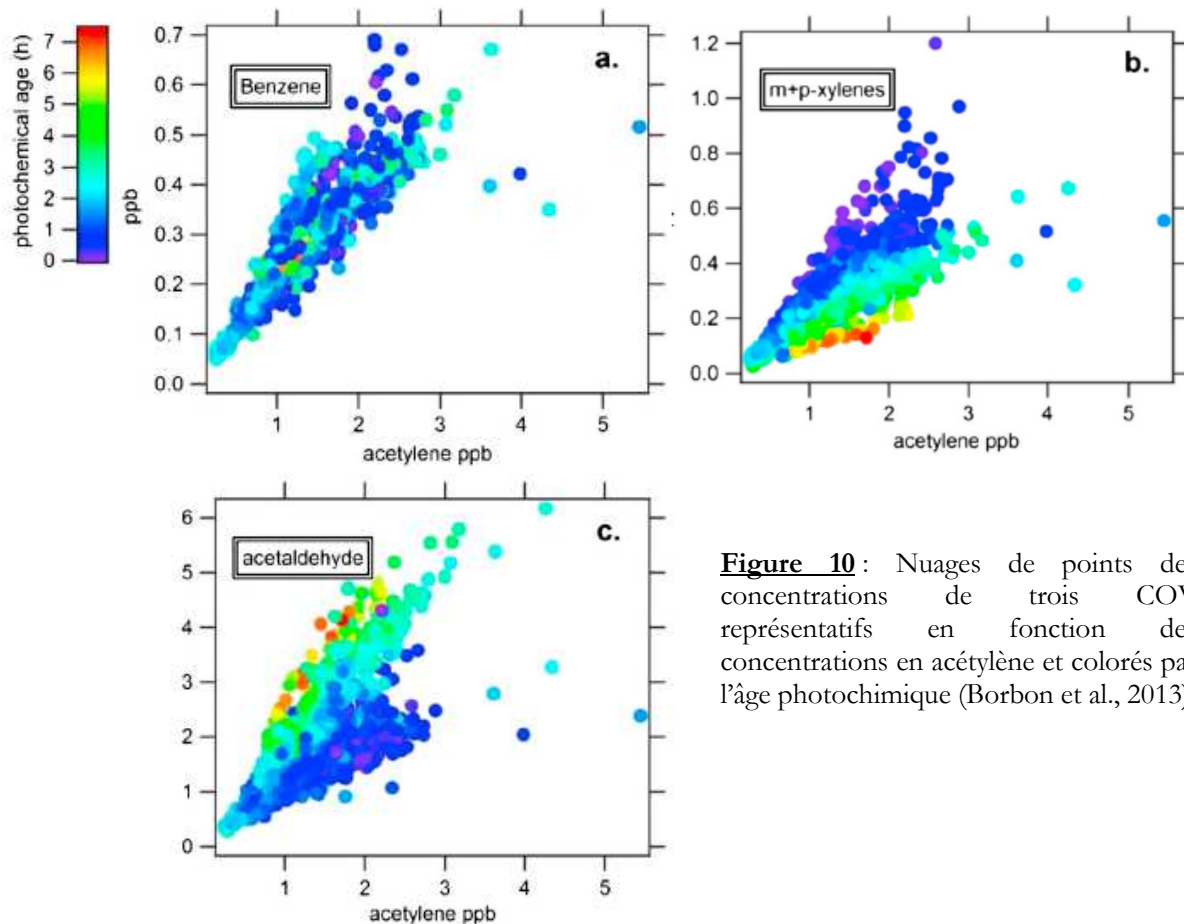 photochemical age (h)
7
6
5
4
3
2
1
0
ppb
0.7
0.6
0.5
0.4
0.3
0.2
0.1
0.0
Benzene
a.
1 2 3 4 5
acetylene ppb
1.2
1.0
0.8
0.6
0.4
0.2
0.0
m+p-xylenes
b.
1 2 3 4 5
acetylene ppb
6
5
4
3
2
1
0
acetaldehyde
c.
1 2 3 4 5
acetylene ppb
Figure 10 : Nuages de points de
concentrations de trois COV
représentatifs en fonction de
concentrations en acétylène et colorés pa
l'âge photochimique (Borbon et al., 2013)